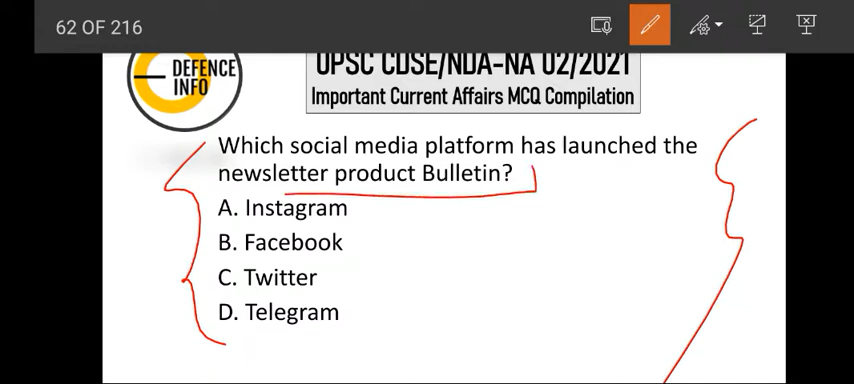 62 OF 216
DEFENCE
INFO
UPSC CDSE/NDA-NA 02/2021
Important Current Affairs MCQ Compilation
Which social media platform has launched the
newsletter product Bulletin?
A. Instagram
B. Facebook
C. Twitter
D. Telegram